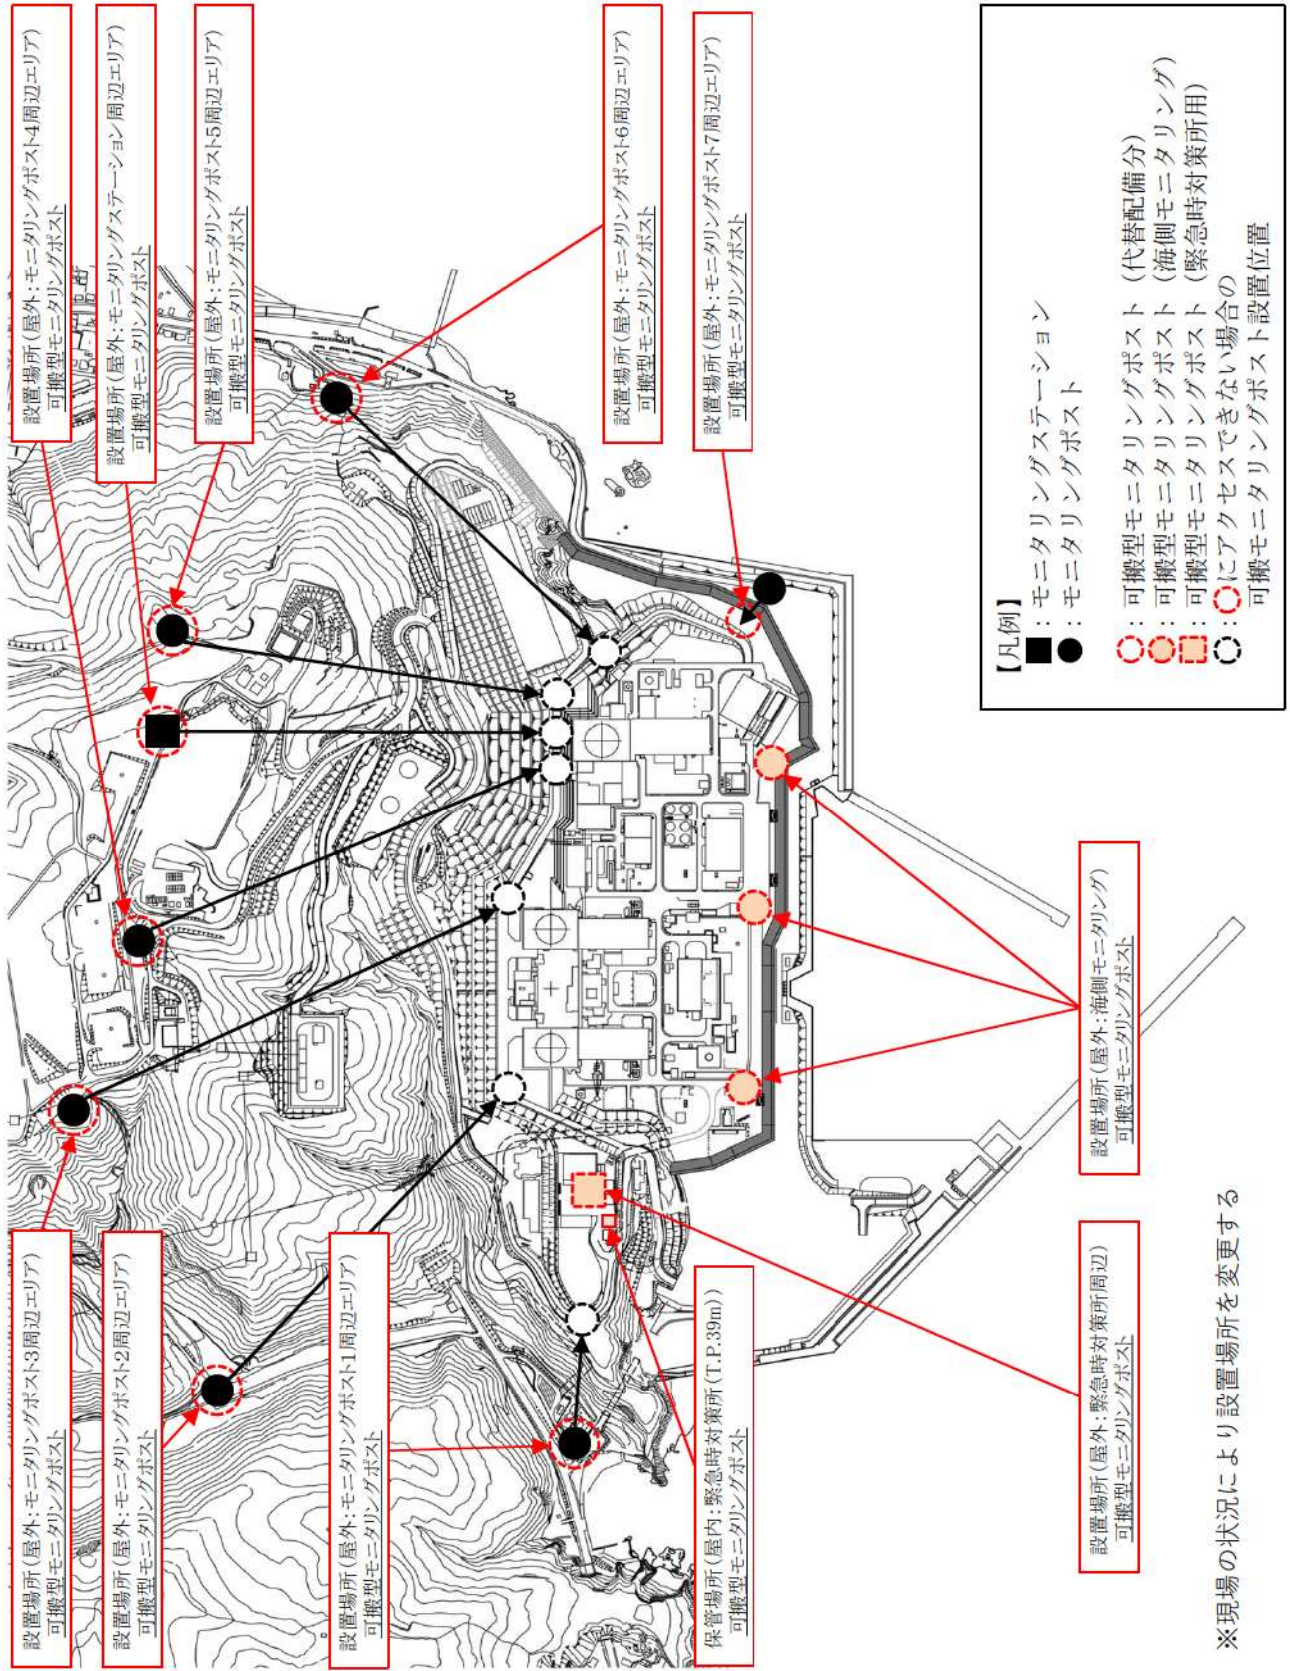 設置場所(屋外:モニタリングポスト3周辺エリア)
可搬型モニタリングポスト
設置場所(屋外:モニタリングポスト2周辺エリア)
可搬型モニタリングポスト
設置場所(屋外:モニタリングポスト1周辺エリア)
可搬型モニタリングポスト
保管場所(屋内:緊急時対策所(T.P.39m))
可搬型モニタリングポスト
設置場所(屋外:緊急時対策所周辺)
可搬型モニタリングポスト
設置場所(屋外:海側モニタリング)
可搬型モニタリングポスト
設置場所(屋外:モニタリングポスト4周辺エリア)
可搬型モニタリングポスト
設置場所(屋外:モニタリングステーション周辺エリア)
可搬型モニタリングポスト
設置場所(屋外:モニタリングポスト5周辺エリア)
可搬型モニタリングポスト
設置場所(屋外:モニタリングポスト6周辺エリア)
可搬型モニタリングポスト
設置場所(屋外:モニタリングポスト7周辺エリア)
可搬型モニタリングポスト
【凡例】
:モニタリングステーション
:モニタリングポスト
:可搬型モニタリングポスト(代替配備分)
:可搬型モニタリングポスト(海側モニタリング)
:可搬型モニタリングポスト(緊急時対策所用)
:にアクセスできない場合の
可搬モニタリングポスト設置位置
※現場の状況により設置場所を変更する